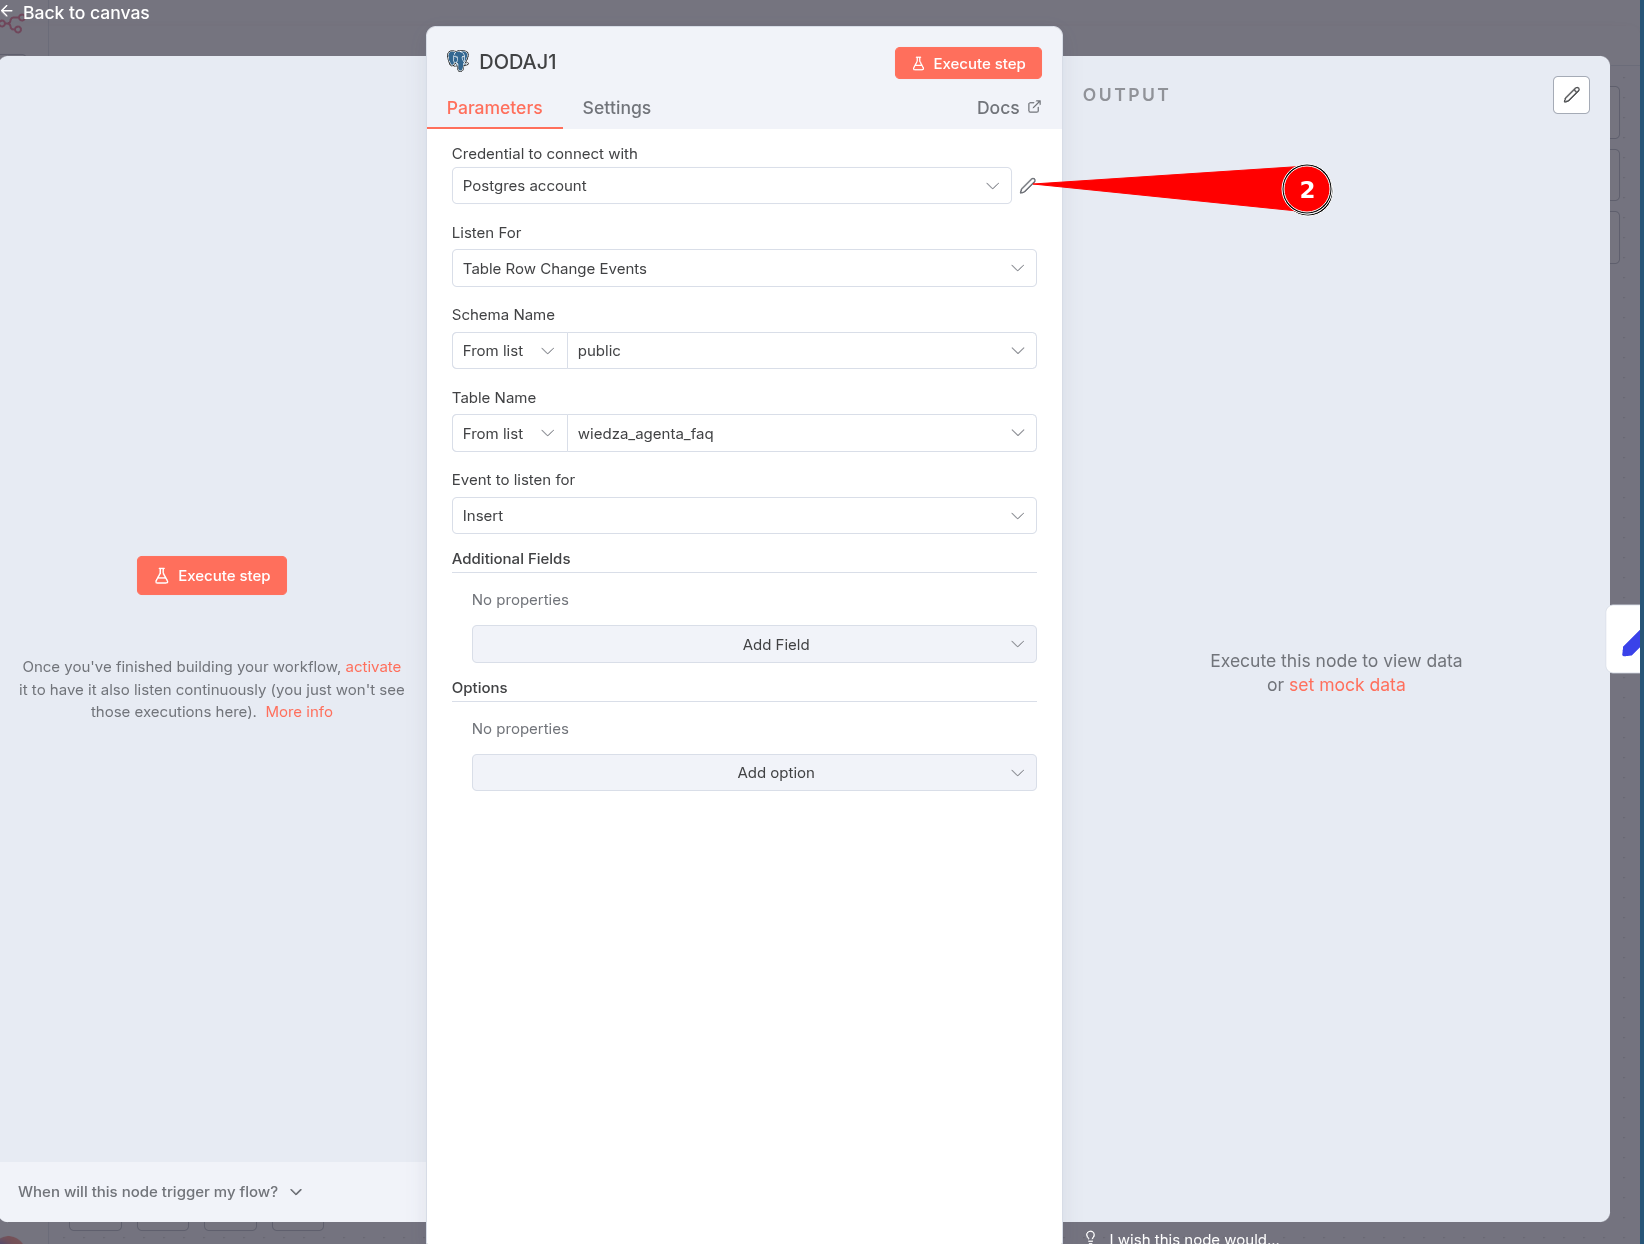 Back to canvas
DODAJ1
Execute step
Parameters
Settings
Docs
Credential to connect with
Postgres account
2
Listen For
Table Row Change Events
Schema Name
From list
public
Table Name
From list
wiedza_agenta_faq
Event to listen for
Insert
Additional Fields
No properties
Add Field
Options
No properties
Add option
Execute step
Once you've finished building your workflow, activate
it to have it also listen continuously (you just won't see
those executions here). More info
When will this node trigger my flow?
OUTPUT
Execute this node to view data
or set mock data
I wish this node would...